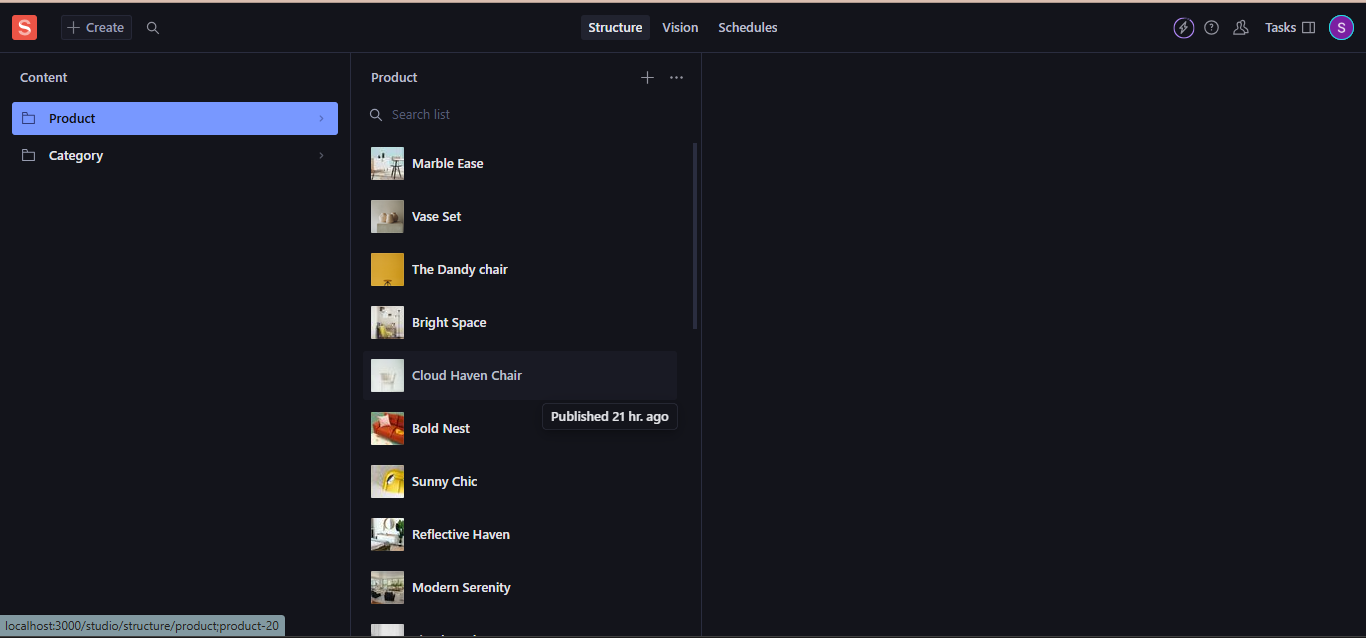 S
Create
Structure
Vision
Schedules
Tasks
S
Content
Product
Category
Product
Search list
Marble Ease
Vase Set
The Dandy chair
Bright Space
Cloud Haven Chair
Published 21 hr. ago
Bold Nest
Sunny Chic
Reflective Haven
Modern Serenity
localhost:3000/studio/structure/product;product-20